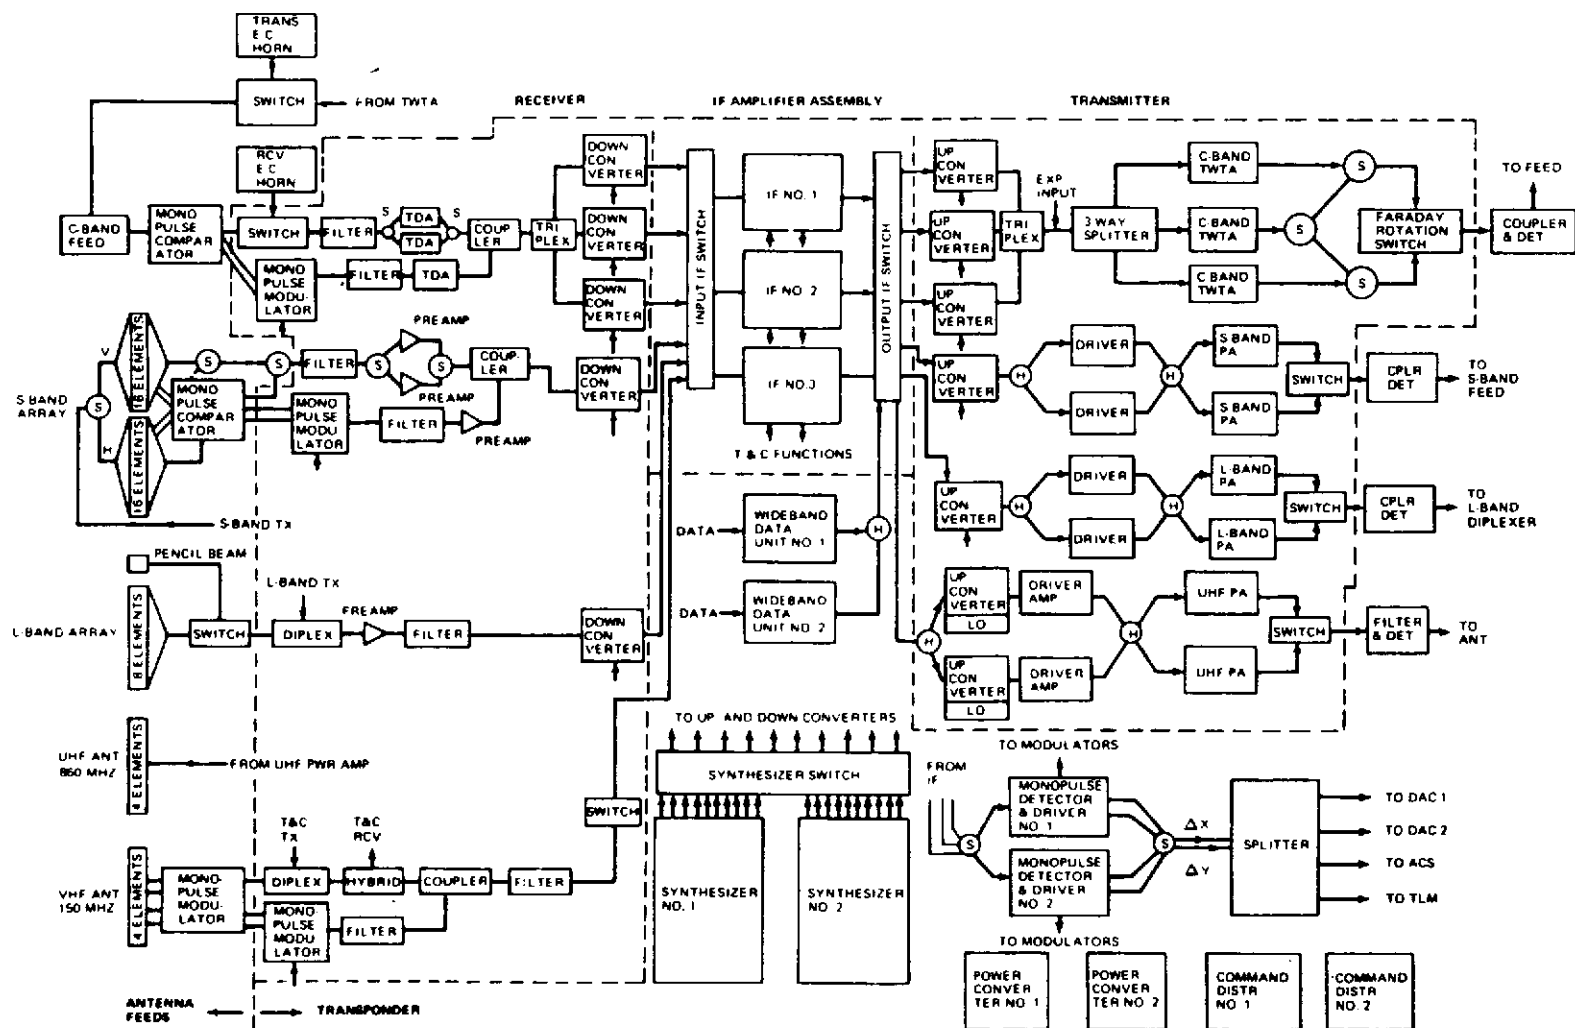 TRANS
E C
HORN
SWITCH
FROM TWTA
RECEIVER
IF AMPLIFIER ASSEMBLY
TRANSMITTER
RCV
E C
HORN
C-BAND
FEED
MONO
PULSE
COMPAR
ATOR
SWITCH
FILTER
S
TDA
TDA
S
COUP
LER
TRI
PLEX
DOWN
CON
VERTER
DOWN
CON
VERTER
DOWN
CON
VERTER
MONO
PULSE
MODU-
LATOR
FILTER
TDA
INPUT IF SWITCH
IF NO. 1
IF NO. 2
IF NO. 3
T & C FUNCTIONS
OUTPUT IF SWITCH
UP
CON
VERTER
UP
CON
VERTER
UP
CON
VERTER
TRI
PLEX
EXP
INPUT
3 WAY
SPLITTER
C-BAND
TWTA
C-BAND
TWTA
C BAND
TWTA
S
S
S
FARADAY
ROTATION
SWITCH
TO FEED
COUPLER
& DET
S BAND
ARRAY
S
V
H
16 ELEMENTS
16 ELEMENTS
S
S
MONO
PULSE
COMPAR
ATOR
MONO
PULSE
MODU
LATOR
FILTER
S
PREAMP
PREAMP
S
COUP-
LER
FILTER
PREAMP
DOWN
CON
VERTER
S-BAND TX
UP
CON
VERTER
H
DRIVER
DRIVER
H
S BAND
PA
S BAND
PA
SWITCH
CPLR
DET
TO
S-BAND
FEED
UP
CON
VERTER
H
DRIVER
DRIVER
H
L-BAND
PA
L-BAND
PA
SWITCH
CPLR
DET
TO
L-BAND
DIPLEXER
PENCIL BEAM
L-BAND ARRAY
8 ELEMENTS
SWITCH
L-BAND TX
DIPLEX
PREAMP
FILTER
DOWN
CON
VERTER
DATA
WIDEBAND
DATA
UNIT NO. 1
H
DATA
WIDEBAND
DATA
UNIT NO. 2
H
UP
CON
VERTER
LO
UP
CON
VERTER
LO
DRIVER
AMP
DRIVER
AMP
H
UHF PA
UHF PA
SWITCH
FILTER
& DET
TO
ANT
UHF ANT
860 MHZ
4 ELEMENTS
FROM UHF PWR AMP
TO UP AND DOWN CONVERTERS
SYNTHESIZER SWITCH
SYNTHESIZER
NO. 1
SYNTHESIZER
NO. 2
SWITCH
VHF ANT
150 MHZ
4 ELEMENTS
MONO-
PULSE
MODU-
LATOR
T&C
TX
DIPLEX
T&C
RCV
HYBRID
COUPLER
FILTER
MONO-
PULSE
MODU
LATOR
FILTER
TO MODULATORS
FROM
IF
S
MONOPULSE
DETECTOR
& DRIVER
NO. 1
MONOPULSE
DETECTOR
& DRIVER
NO. 2
TO MODULATORS
S
ΔX
ΔY
SPLITTER
TO DAC 1
TO DAC 2
TO ACS
TO TLM
POWER
CONVER
TER NO. 1
POWER
CONVER
TER NO. 2
COMMAND
DISTR
NO. 1
COMMAND
DISTR
NO. 2
ANTENNA
FEEDS
TRANSPONDER